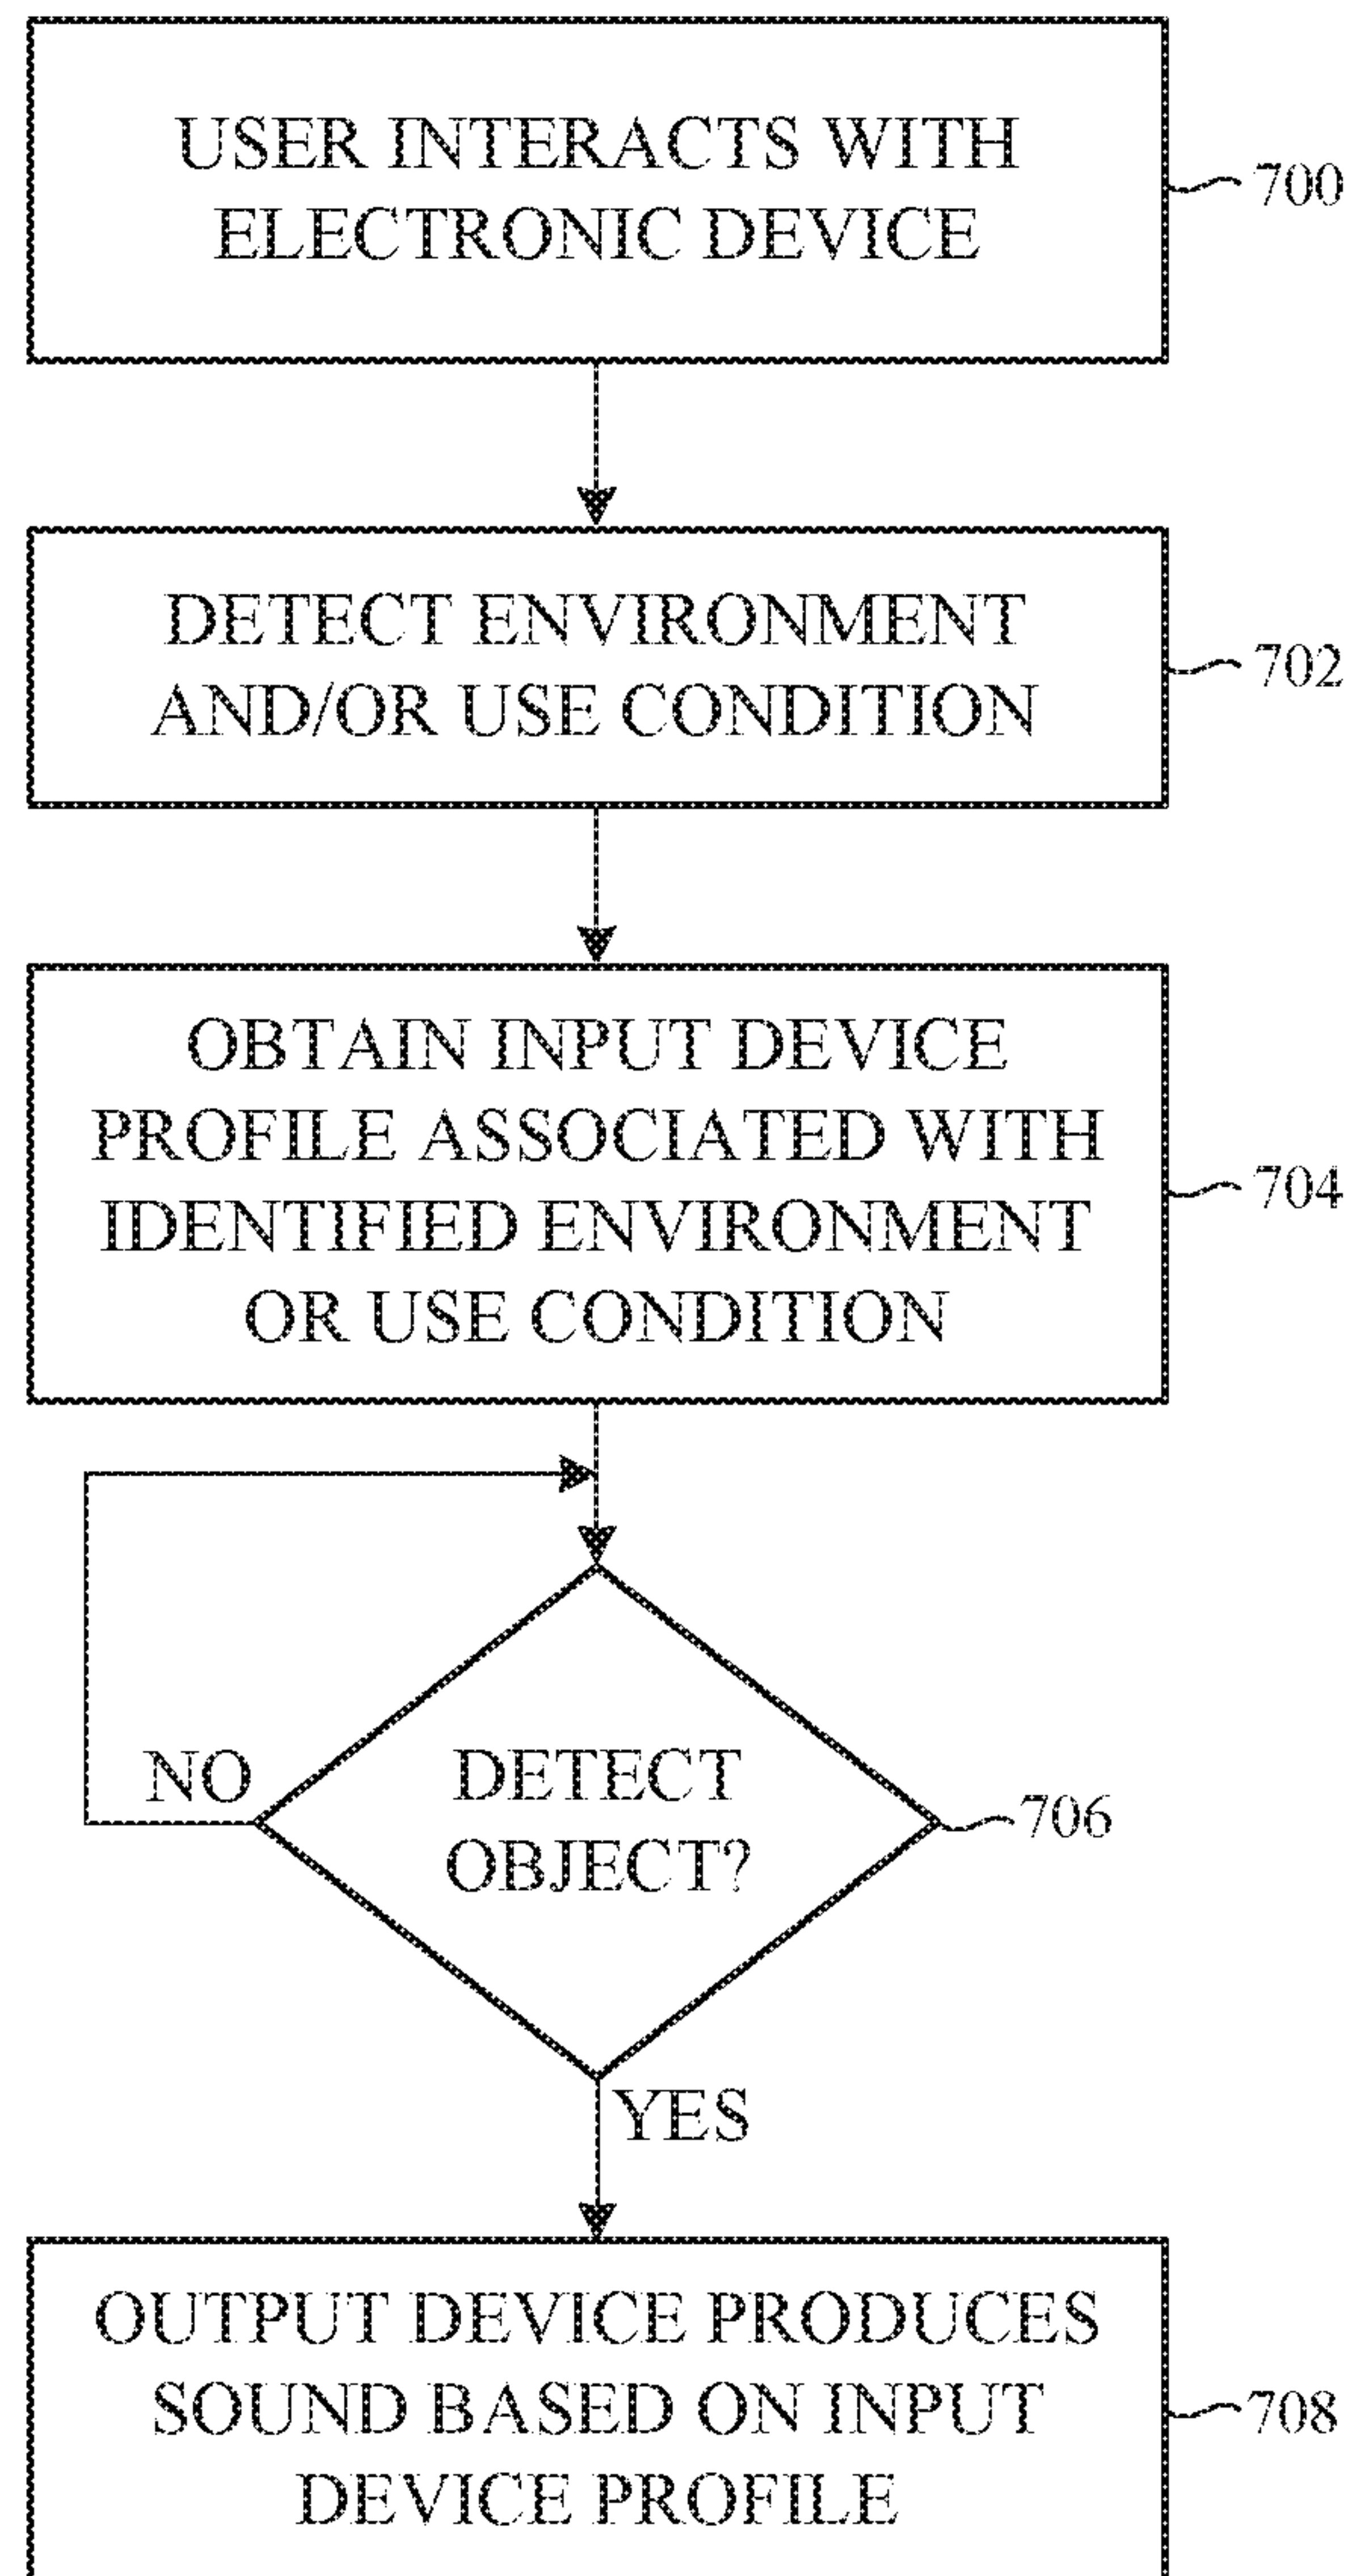 USER INTERACTS WITH
ELECTRONIC DEVICE
700
DETECT ENVIRONMENT
AND/OR USE CONDITION
702
OBTAIN INPUT DEVICE
PROFILE ASSOCIATED WITH
IDENTIFIED ENVIRONMENT
OR USE CONDITION
704
NO
DETECT
OBJECT?
706
YES
OUTPUT DEVICE PRODUCES
SOUND BASED ON INPUT
DEVICE PROFILE
708